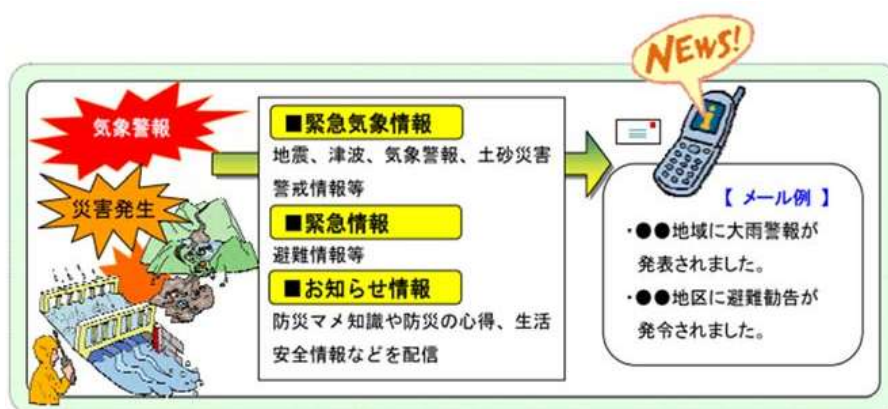 NEWS!
気象警報
災害発生
■緊急気象情報
地震、津波、気象警報、土砂災害
警戒情報等
■緊急情報
避難情報等
■お知らせ情報
防災マメ知識や防災の心得、生活
安全情報などを配信
【 メール例 】
・●●地域に大雨警報が
発表されました。
・●●地区に避難勧告が
発令されました。